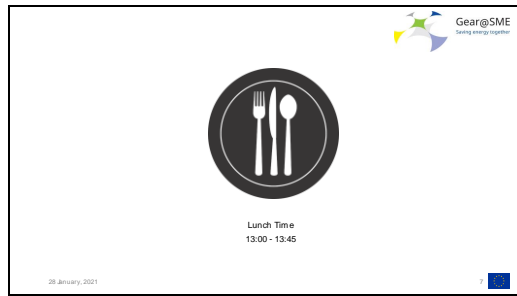 Gear@SME
Saving energy together
Lunch Time
13:00 - 13:45
28 January, 2021
7